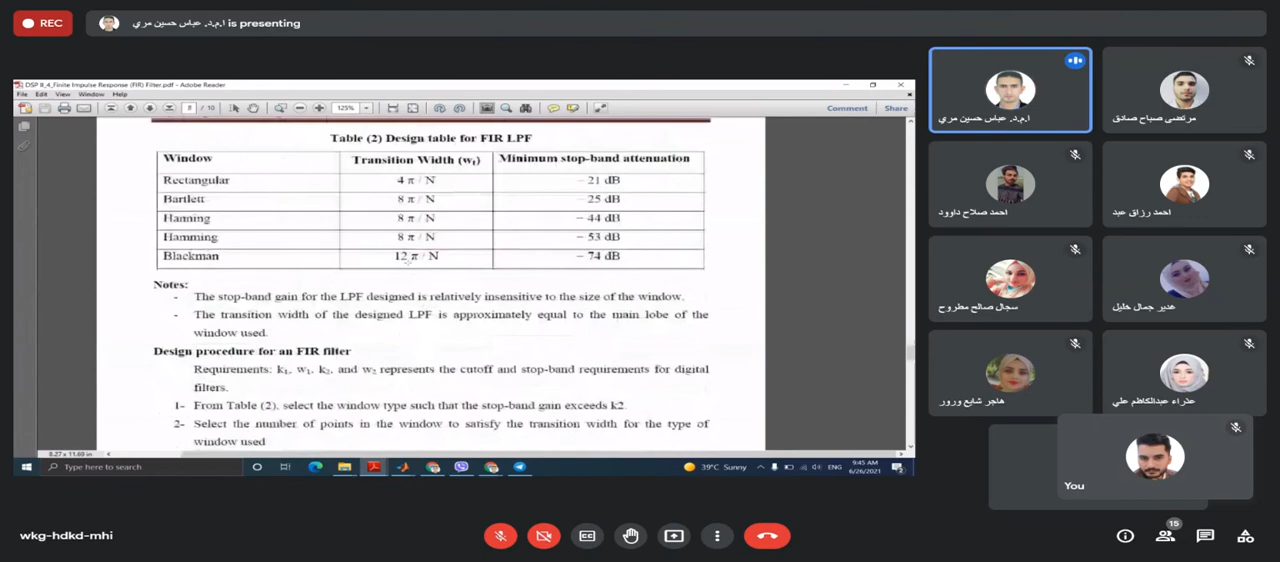 REC
ا.م.د. عباس حسين مري is presenting
DSP II_4_Finite Impulse Response (FIR) Filter.pdf - Adobe Reader
File Edit View Window Help
8 / 10
125%
Comment Share
Table (2) Design table for FIR LPF
Window Transition Width (wt) Minimum stop-band attenuation
Rectangular 4 π / N – 21 dB
Bartlett 8 π / N – 25 dB
Hanning 8 π / N – 44 dB
Hamming 8 π / N – 53 dB
Blackman 12 π / N – 74 dB
Notes:
- The stop-band gain for the LPF designed is relatively insensitive to the size of the window.
- The transition width of the designed LPF is approximately equal to the main lobe of the
window used.
Design procedure for an FIR filter
Requirements: k1, w1, k2, and w2 represents the cutoff and stop-band requirements for digital
filters.
1- From Table (2), select the window type such that the stop-band gain exceeds k2.
2- Select the number of points in the window to satisfy the transition width for the type of
window used
8.27 x 11.69 in
Type here to search
39°C Sunny
ENG
9:45 AM
6/26/2021
ا.م.د. عباس حسين مري
مرتضى صباح صادق
احمد صلاح داوود
احمد رزاق عبد
سجال صالح مطروح
غدير جمال خليل
هاجر شايع ورور
عذراء عبدالكاظم علي
You
wkg-hdkd-mhi
15